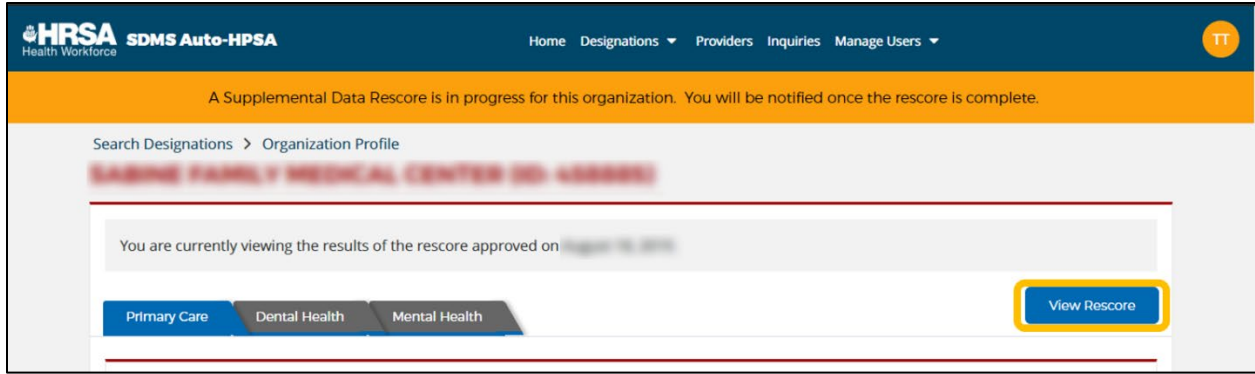 HRSA
Health Workforce
SDMS Auto-HPSA
Home Designations Providers Inquiries Manage Users
TT
A Supplemental Data Rescore is in progress for this organization. You will be notified once the rescore is complete.
Search Designations > Organization Profile
You are currently viewing the results of the rescore approved on
View Rescore
Primary Care Dental Health Mental Health